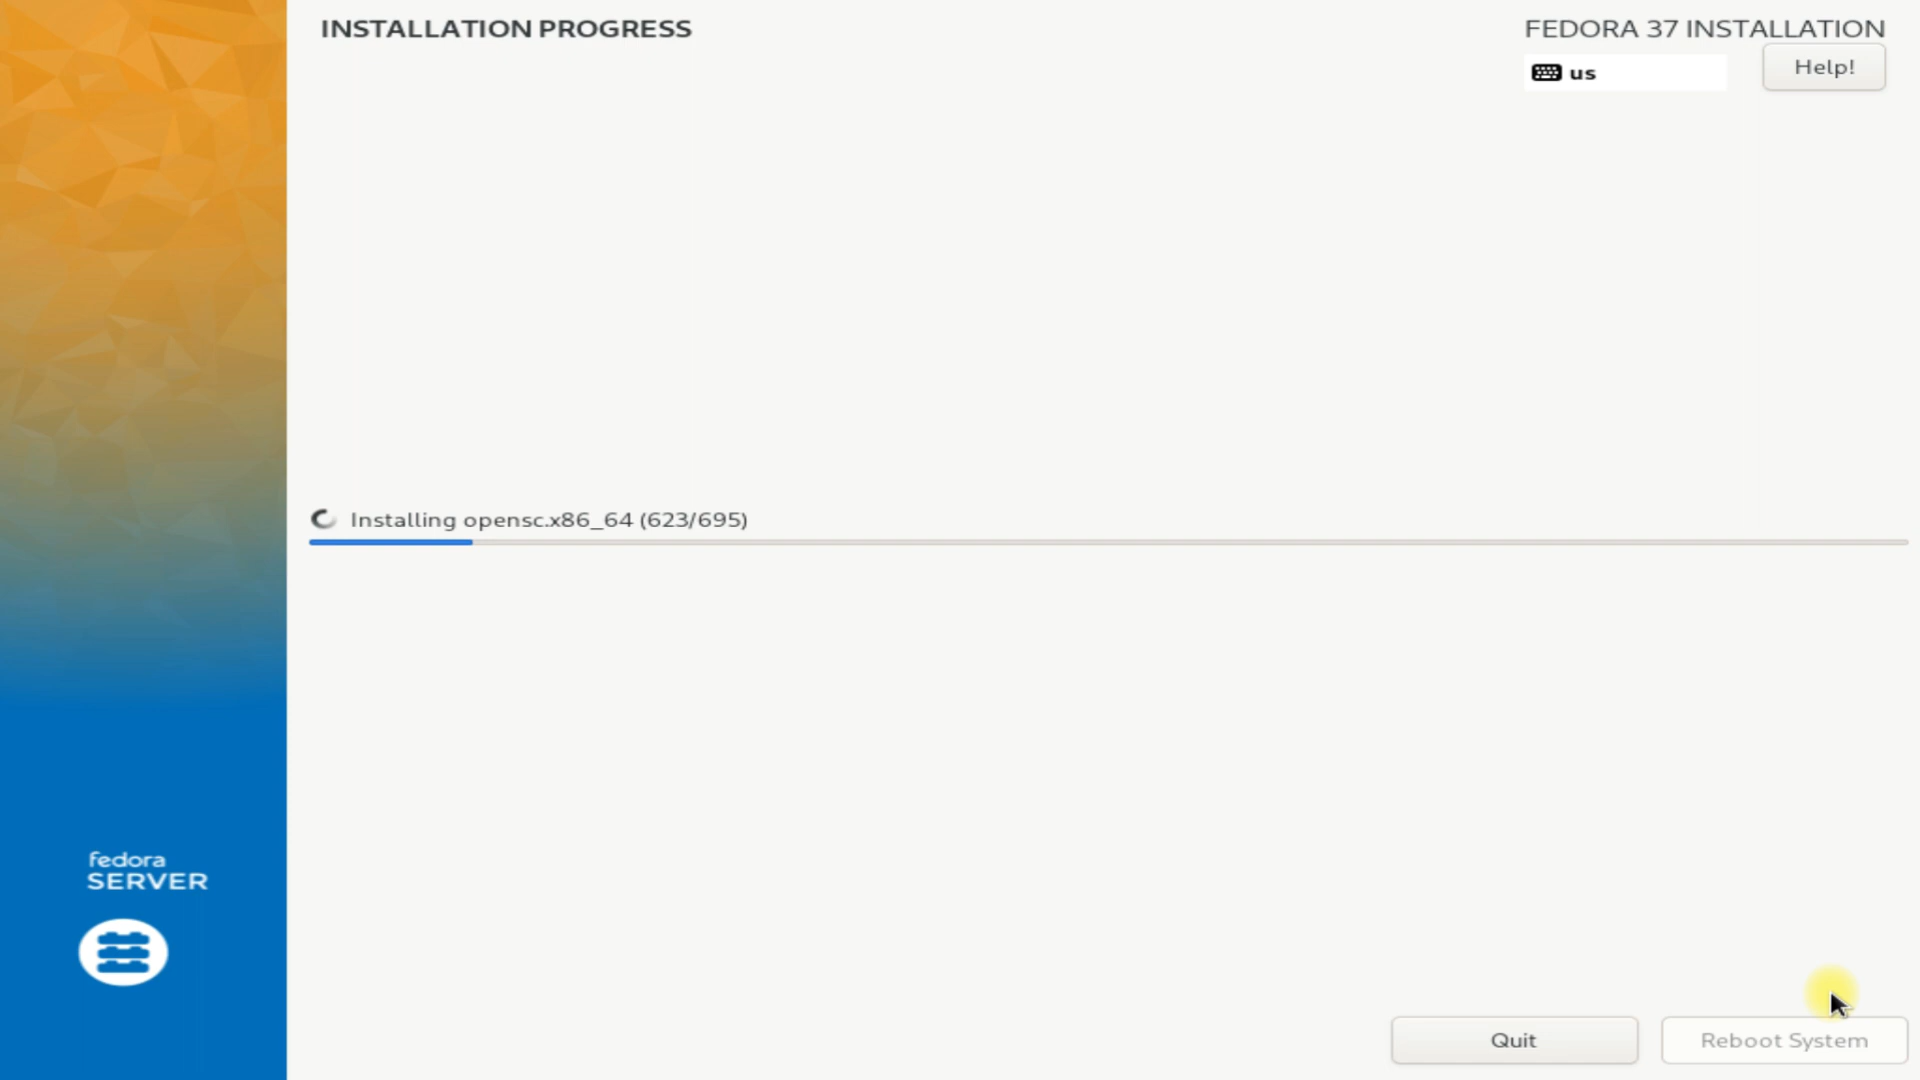 INSTALLATION PROGRESS
FEDORA 37 INSTALLATION
us
Help!
Installing opensc.x86_64 (623/695)
fedora
SERVER
Quit
Reboot System